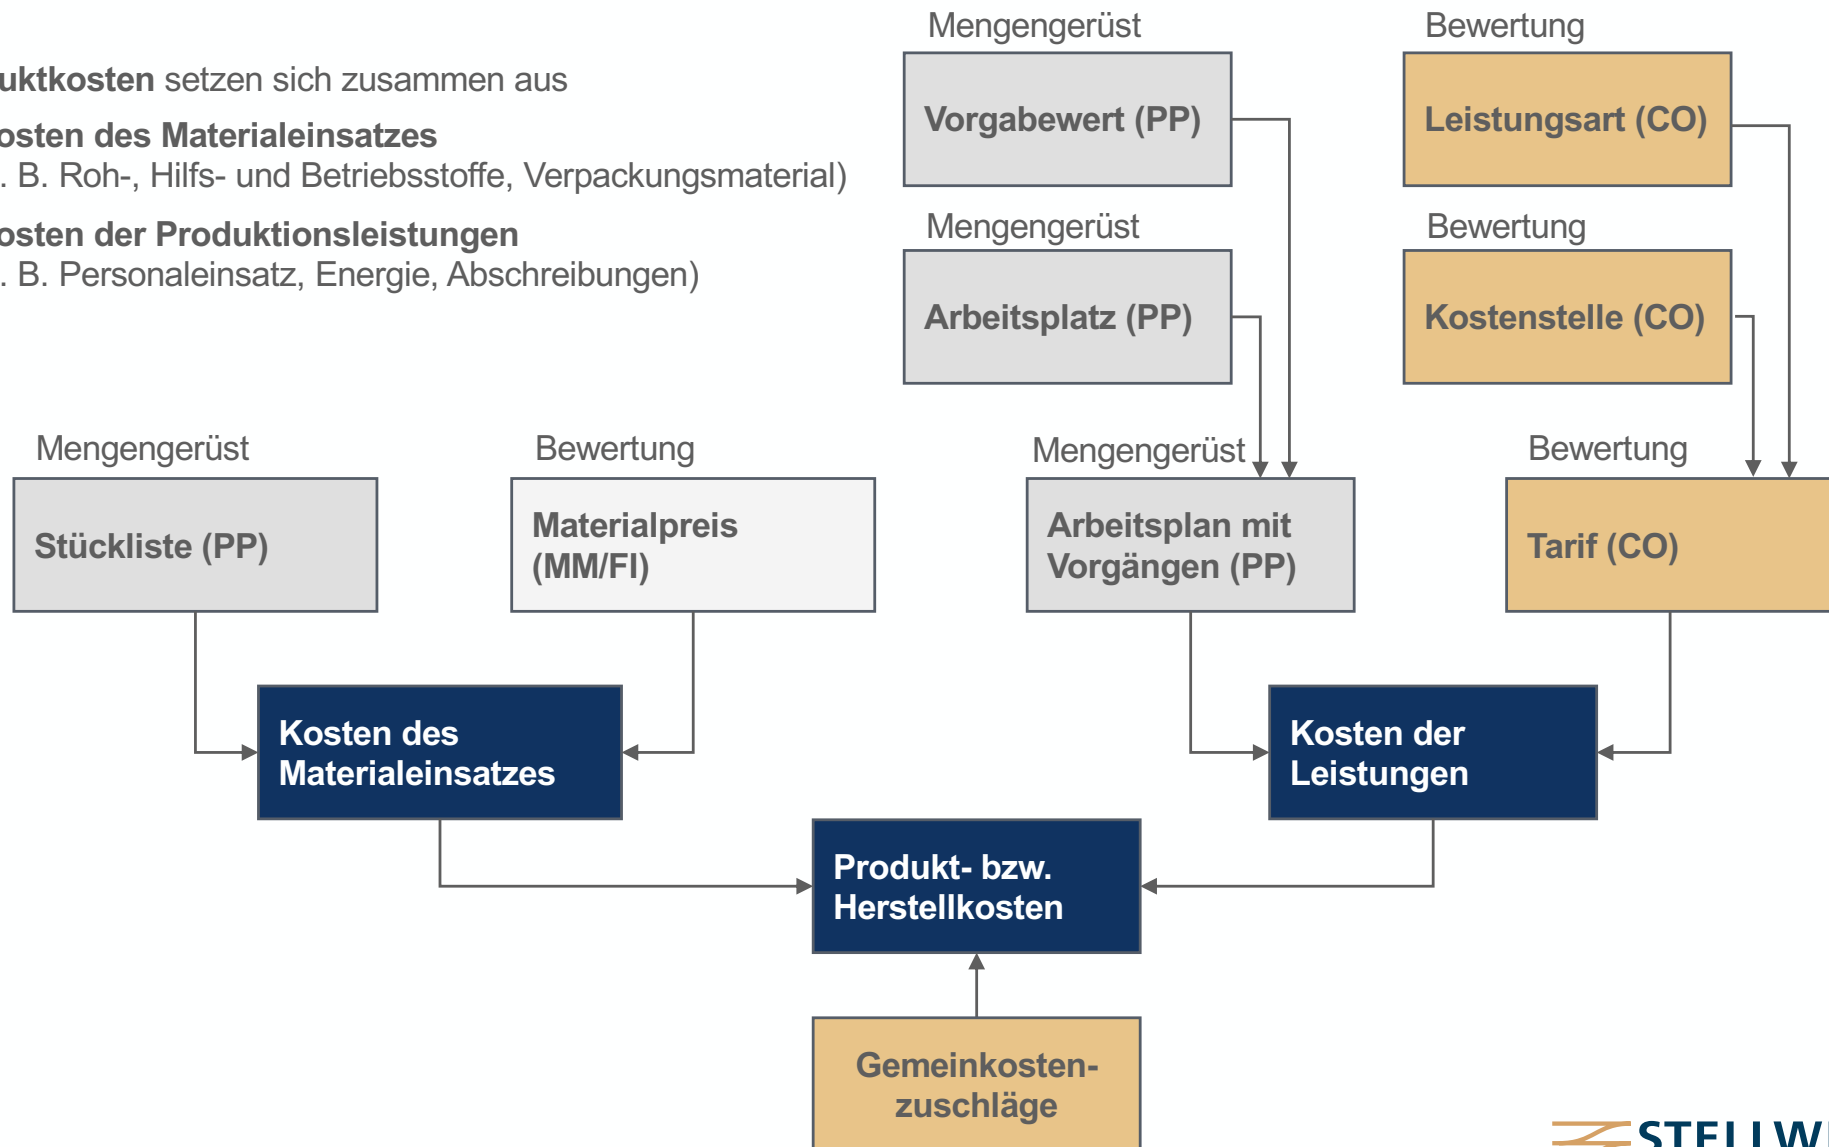 uktkosten setzen sich zusammen aus
osten des Materialeinsatzes
. B. Roh-, Hilfs- und Betriebsstoffe, Verpackungsmaterial)
osten der Produktionsleistungen
. B. Personaleinsatz, Energie, Abschreibungen)
Mengengerüst
Vorgabewert (PP)
Bewertung
Leistungsart (CO)
Mengengerüst
Arbeitsplatz (PP)
Bewertung
Kostenstelle (CO)
Mengengerüst
Stückliste (PP)
Bewertung
Materialpreis
(MM/FI)
Mengengerüst
Arbeitsplan mit
Vorgängen (PP)
Bewertung
Tarif (CO)
Kosten des
Materialeinsatzes
Kosten der
Leistungen
Produkt- bzw.
Herstellkosten
Gemeinkosten-
zuschläge
STELLW